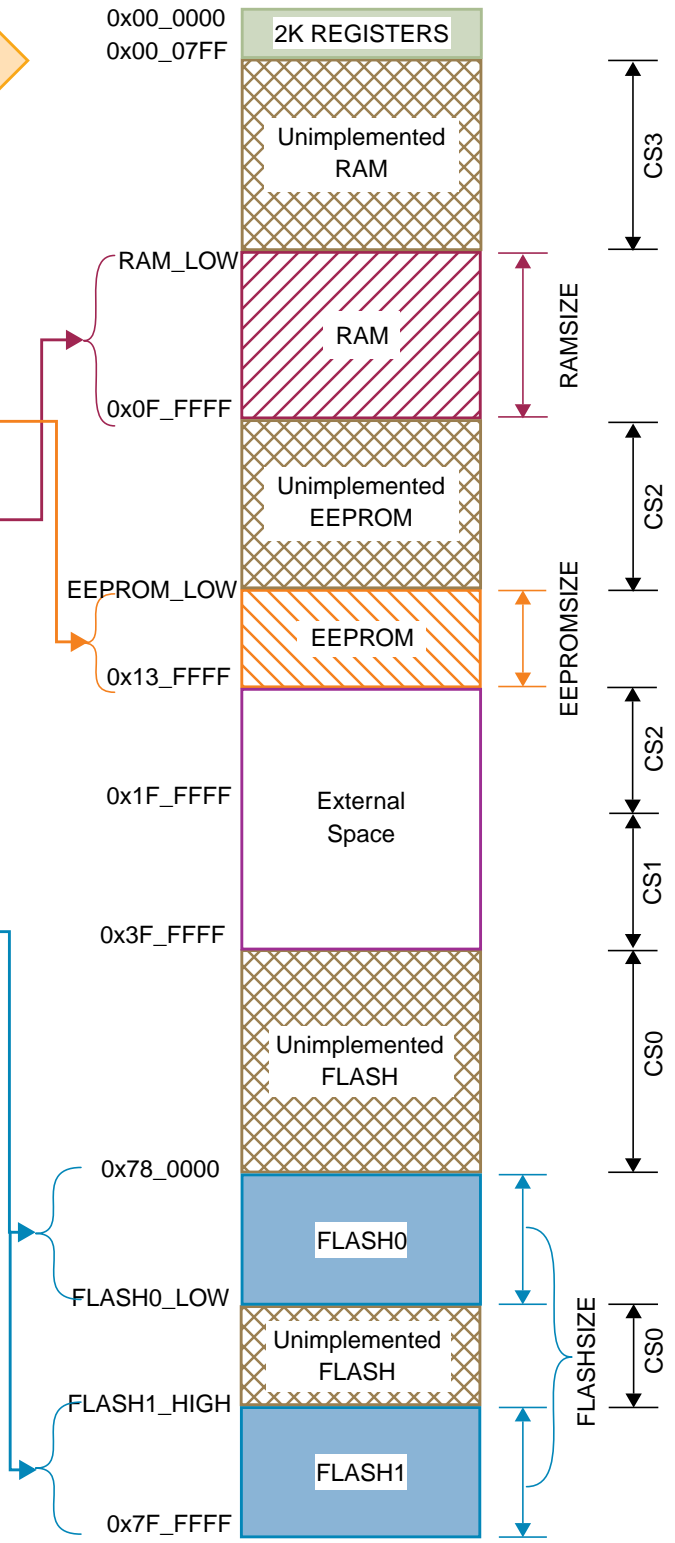 0x00_0000
2K REGISTERS
0x00_07FF
Unimplemented
RAM
CS3
RAM_LOW
RAM
RAMSIZE
0x0F_FFFF
Unimplemented
EEPROM
CS2
EEPROM_LOW
EEPROM
EEPROMSIZE
0x13_FFFF
CS2
0x1F_FFFF
External
Space
CS1
0x3F_FFFF
Unimplemented
FLASH
CS0
0x78_0000
FLASH0
FLASH0_LOW
FLASHSIZE
Unimplemented
FLASH
CS0
FLASH1_HIGH
FLASH1
0x7F_FFFF